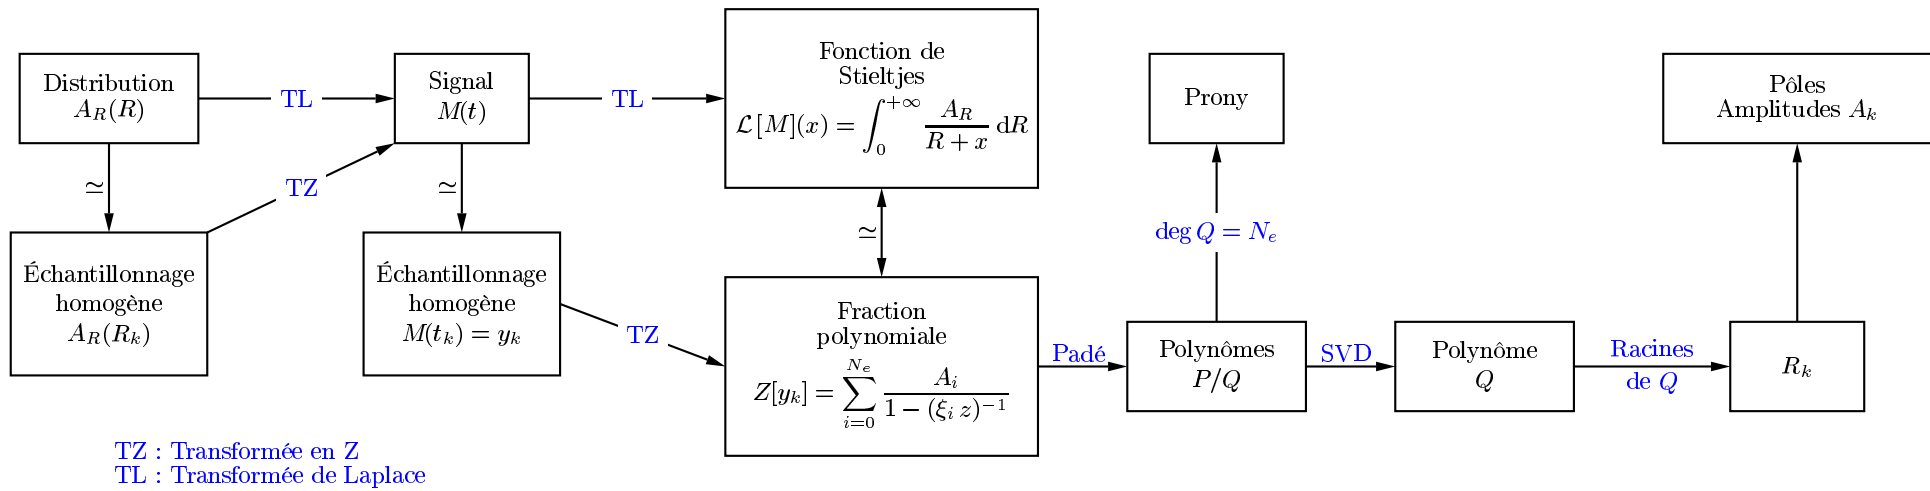 Distribution
A_R(R)
TL
Signal
M(t)
TL
Fonction de
Stieltjes
ℒ[M](x) = ∫_0^{+∞} A_R/(R + x) dR
Prony
Pôles
Amplitudes A_k
≃
TZ
≃
≃
deg Q = N_e
Échantillonnage
homogène
A_R(R_k)
Échantillonnage
homogène
M(t_k) = y_k
TZ
Fraction
polynomiale
Z[y_k] = ∑_{i=0}^{N_e} A_i/(1 − (ξ_i z)^{−1})
Padé
Polynômes
P/Q
SVD
Polynôme
Q
Racines
de Q
R_k
TZ : Transformée en Z
TL : Transformée de Laplace